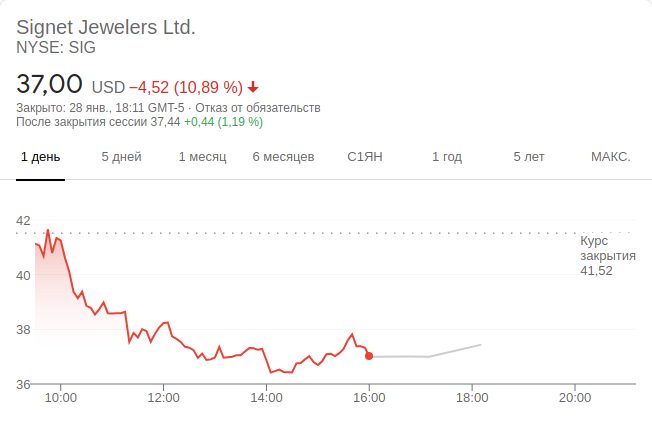 Signet Jewelers Ltd.
NYSE: SIG
37,00 USD −4,52 (10,89 %)
Закрыто: 28 янв., 18:11 GMT-5 · Отказ от обязательств
После закрытия сессии 37,44 +0,44 (1,19 %)
1 день 5 дней 1 месяц 6 месяцев С1ЯН 1 год 5 лет МАКС.
42
Курс
закрытия
41,52
40
38
36
10:00 12:00 14:00 16:00 18:00 20:00